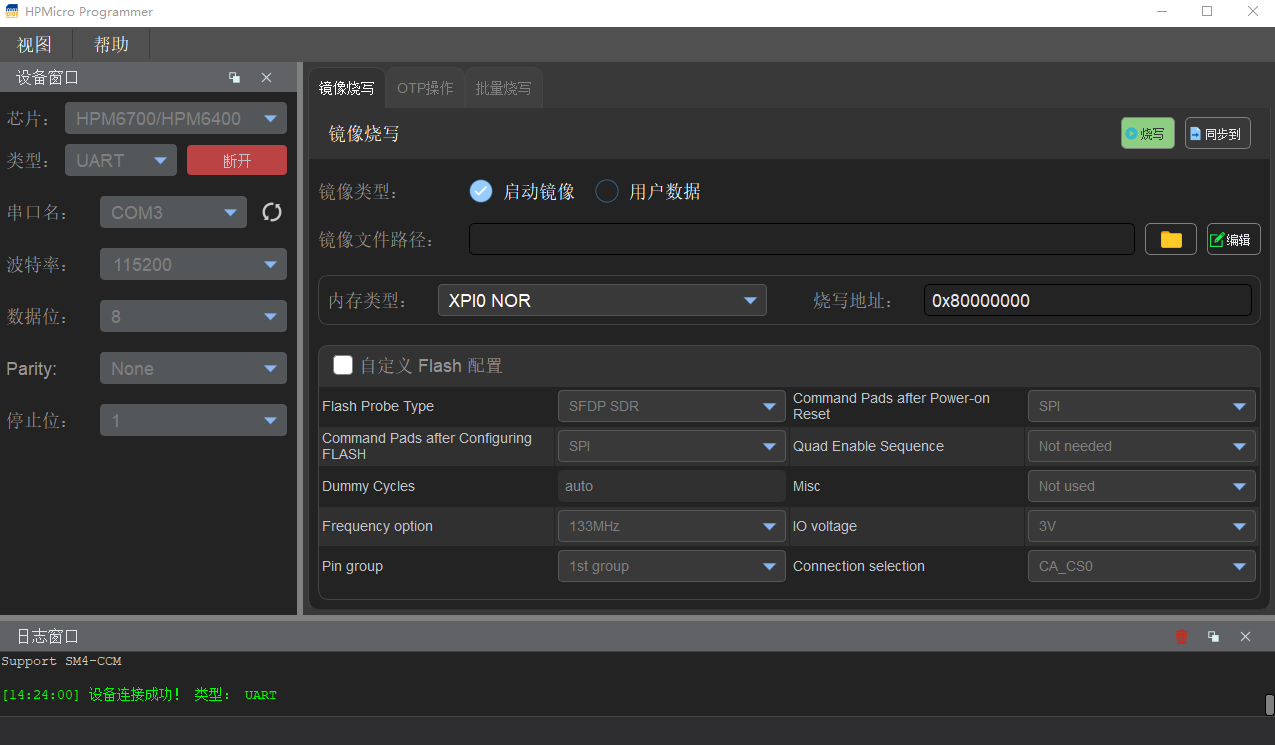 HPMicro Programmer
视图 帮助
设备窗口
芯片： HPM6700/HPM6400
类型： UART 断开
串口名： COM3
波特率： 115200
数据位： 8
Parity: None
停止位： 1
镜像烧写 OTP操作 批量烧写
镜像烧写 烧写 同步到
镜像类型： 启动镜像 用户数据
镜像文件路径： 编辑
内存类型： XPI0 NOR 烧写地址： 0x80000000
自定义 Flash 配置
Flash Probe Type SFDP SDR Command Pads after Power-on Reset SPI
Command Pads after Configuring FLASH SPI Quad Enable Sequence Not needed
Dummy Cycles auto Misc Not used
Frequency option 133MHz IO voltage 3V
Pin group 1st group Connection selection CA_CS0
日志窗口
Support SM4-CCM
[14:24:00] 设备连接成功！ 类型： UART